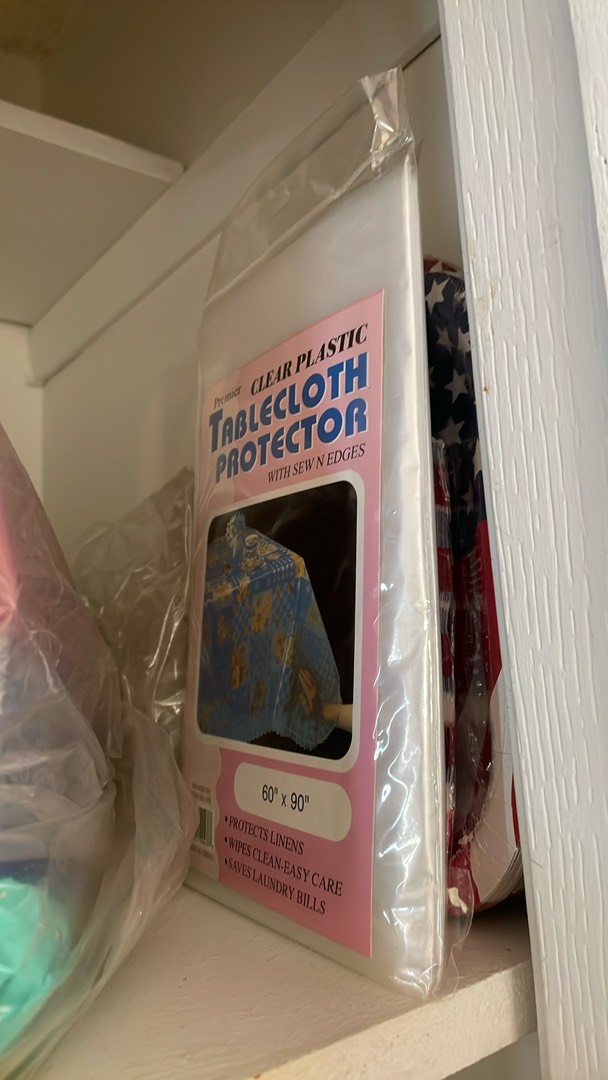 Premier CLEAR PLASTIC
TABLECLOTH
PROTECTOR
WITH SEW N EDGES
60" x 90"
• PROTECTS LINENS
• WIPES CLEAN-EASY CARE
• SAVES LAUNDRY BILLS